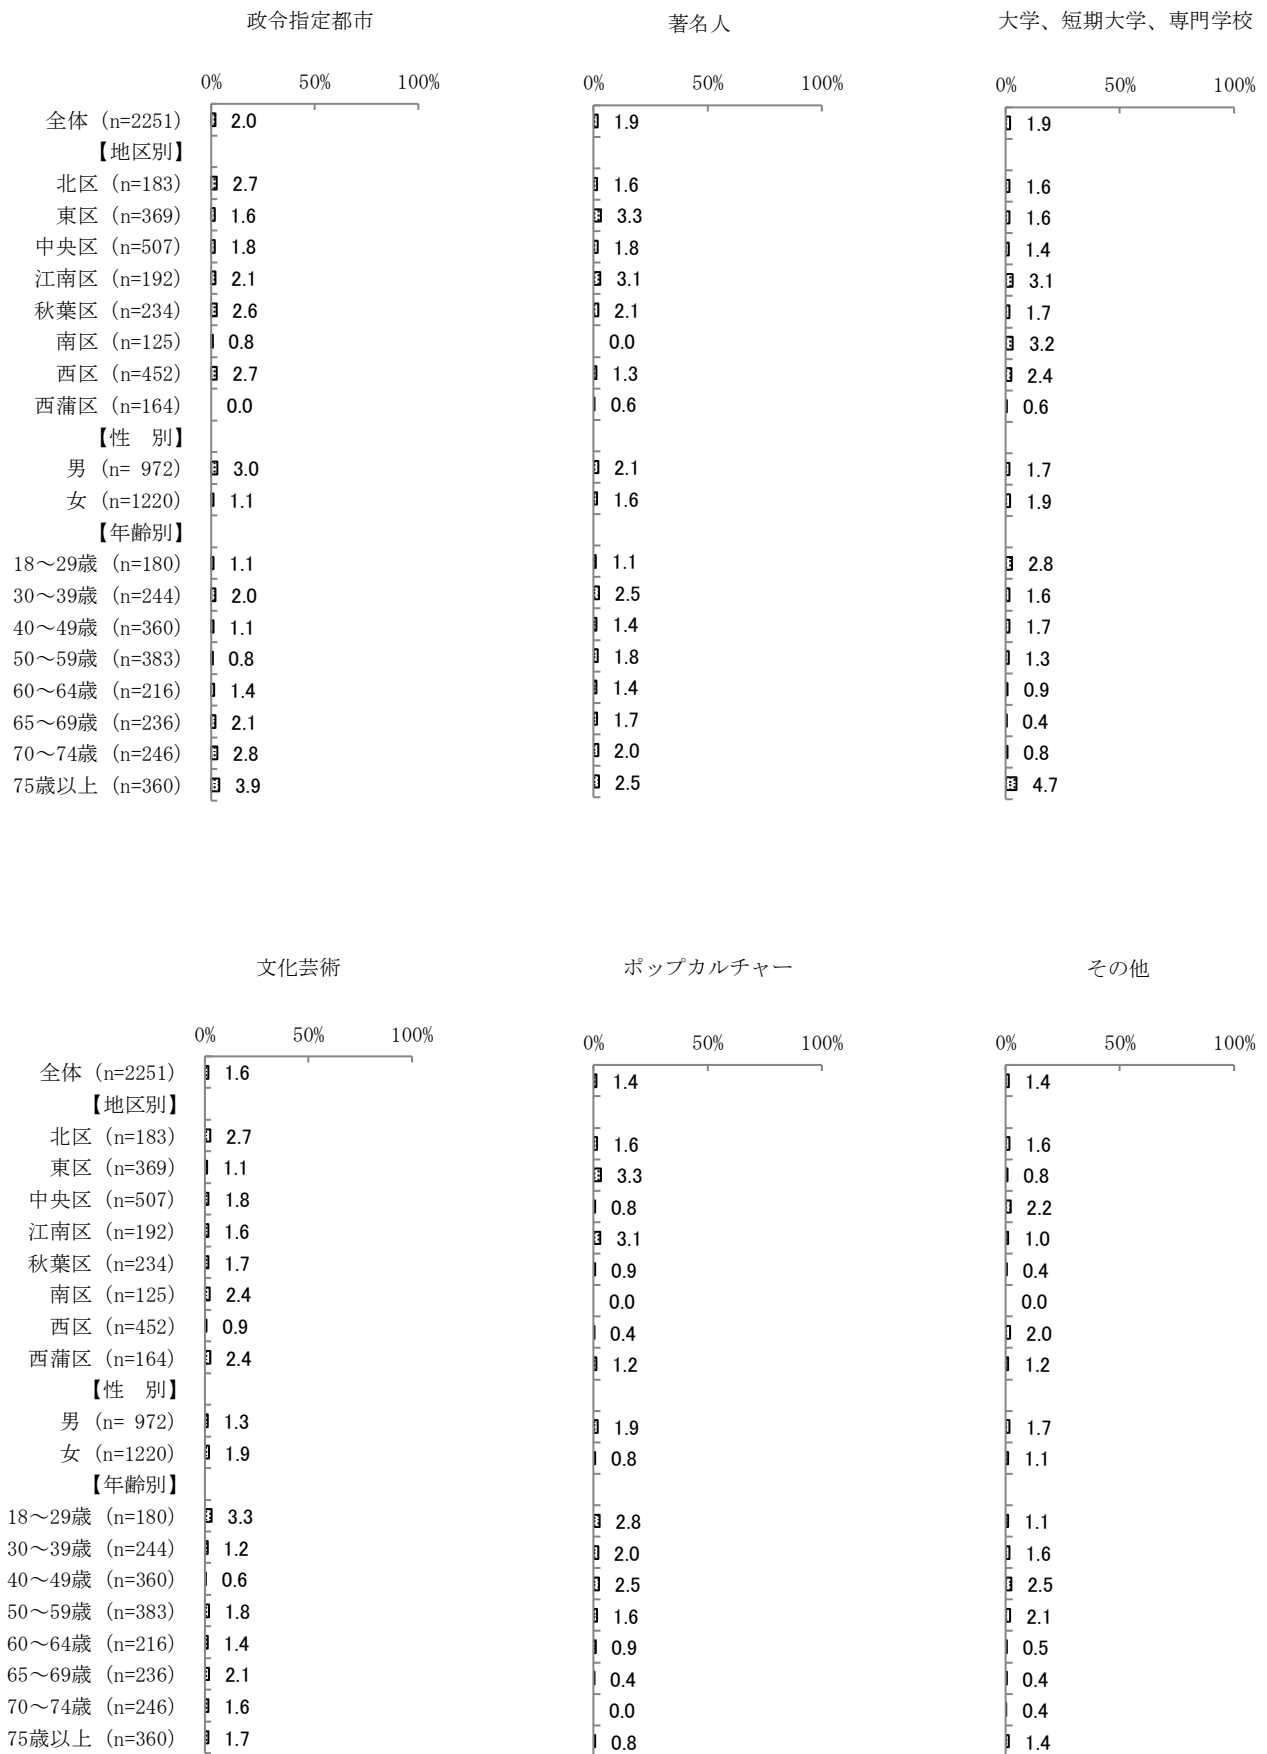 政令指定都市 著名人 大学、短期大学、専門学校
0% 50% 100% 0% 50% 100% 0% 50% 100%
全体 (n=2251) 2.0 1.9 1.9
【地区別】
北区 (n=183) 2.7 1.6 1.6
東区 (n=369) 1.6 3.3 1.6
中央区 (n=507) 1.8 1.8 1.4
江南区 (n=192) 2.1 3.1 3.1
秋葉区 (n=234) 2.6 2.1 1.7
南区 (n=125) 0.8 0.0 3.2
西区 (n=452) 2.7 1.3 2.4
西蒲区 (n=164) 0.0 0.6 0.6
【性　別】
男 (n= 972) 3.0 2.1 1.7
女 (n=1220) 1.1 1.6 1.9
【年齢別】
18～29歳 (n=180) 1.1 1.1 2.8
30～39歳 (n=244) 2.0 2.5 1.6
40～49歳 (n=360) 1.1 1.4 1.7
50～59歳 (n=383) 0.8 1.8 1.3
60～64歳 (n=216) 1.4 1.4 0.9
65～69歳 (n=236) 2.1 1.7 0.4
70～74歳 (n=246) 2.8 2.0 0.8
75歳以上 (n=360) 3.9 2.5 4.7
文化芸術 ポップカルチャー その他
0% 50% 100% 0% 50% 100% 0% 50% 100%
全体 (n=2251) 1.6 1.4 1.4
【地区別】
北区 (n=183) 2.7 1.6 1.6
東区 (n=369) 1.1 3.3 0.8
中央区 (n=507) 1.8 0.8 2.2
江南区 (n=192) 1.6 3.1 1.0
秋葉区 (n=234) 1.7 0.9 0.4
南区 (n=125) 2.4 0.0 0.0
西区 (n=452) 0.9 0.4 2.0
西蒲区 (n=164) 2.4 1.2 1.2
【性　別】
男 (n= 972) 1.3 1.9 1.7
女 (n=1220) 1.9 0.8 1.1
【年齢別】
18～29歳 (n=180) 3.3 2.8 1.1
30～39歳 (n=244) 1.2 2.0 1.6
40～49歳 (n=360) 0.6 2.5 2.5
50～59歳 (n=383) 1.8 1.6 2.1
60～64歳 (n=216) 1.4 0.9 0.5
65～69歳 (n=236) 2.1 0.4 0.4
70～74歳 (n=246) 1.6 0.0 0.4
75歳以上 (n=360) 1.7 0.8 1.4